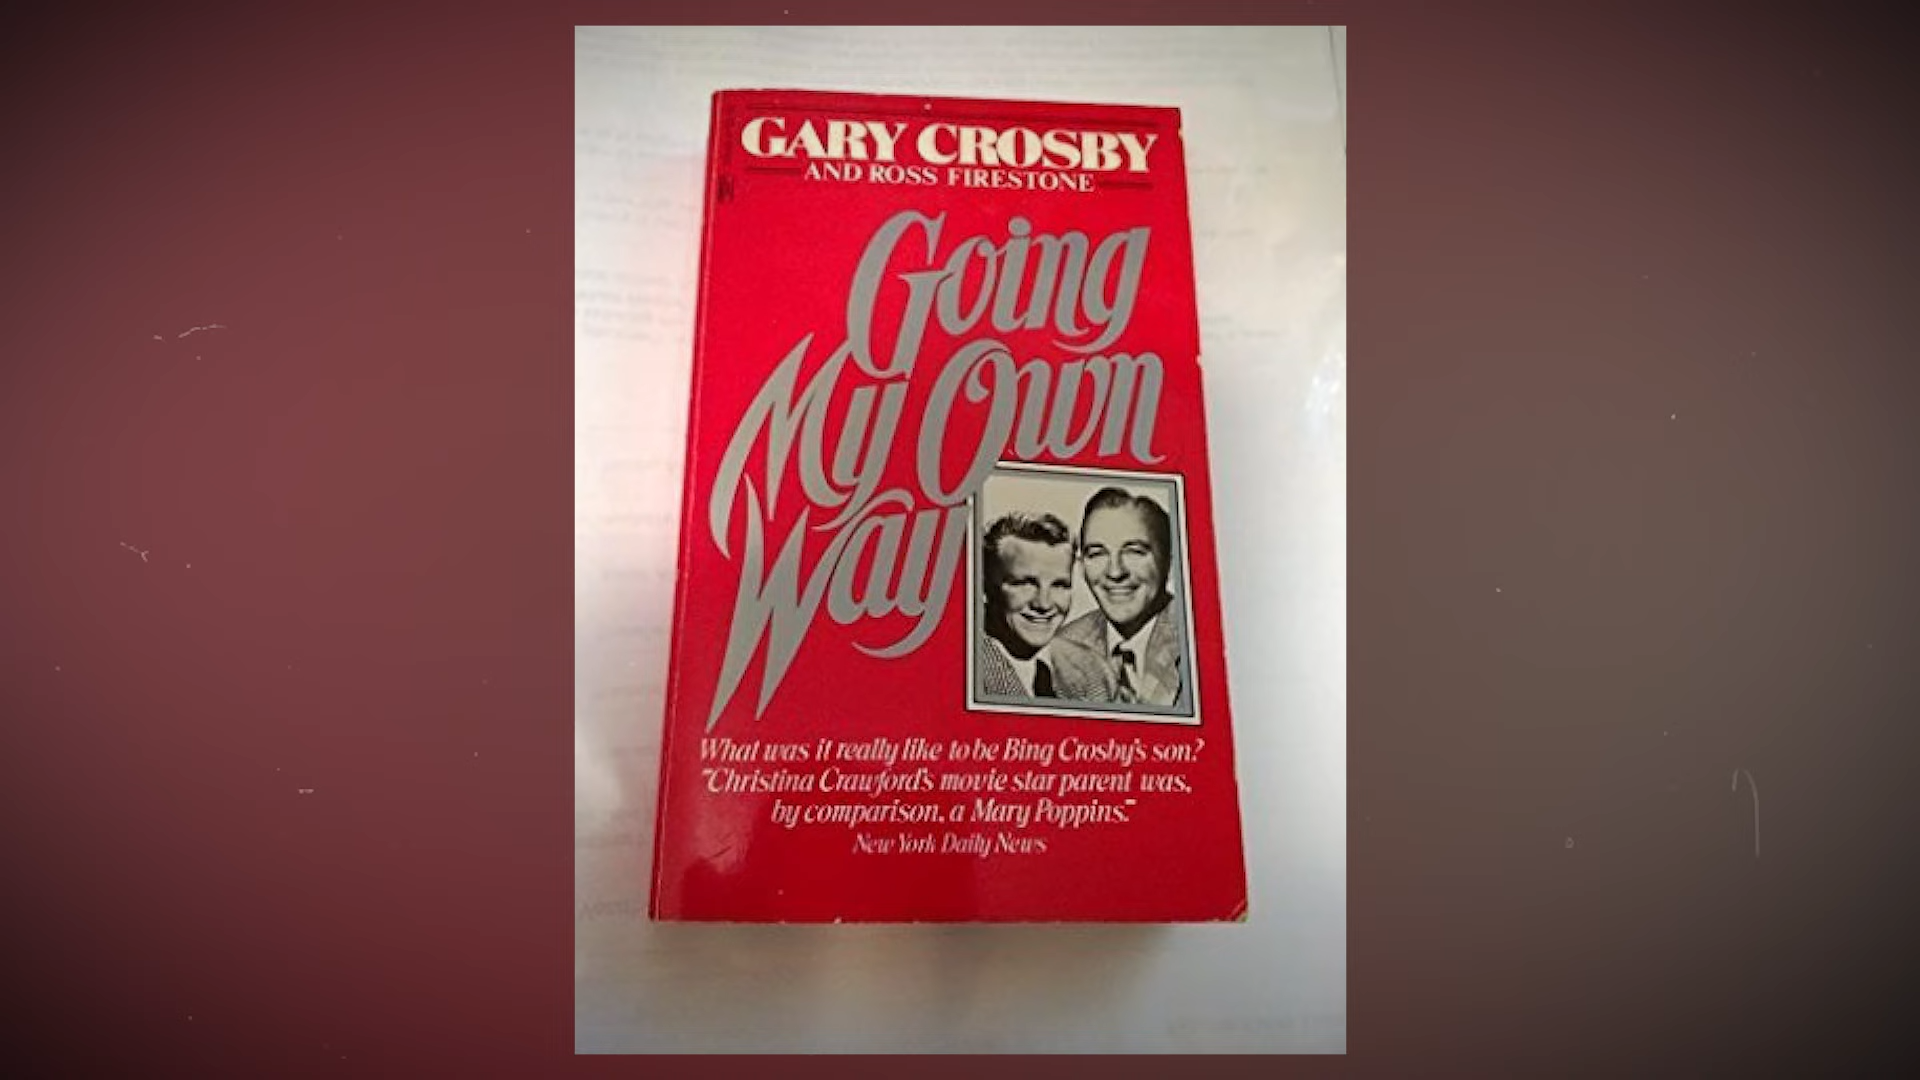 GARY CROSBY
AND ROSS FIRESTONE
Going
My Own
Way
What was it really like to be Bing Crosby's son?
"Christina Crawford's movie star parent was,
by comparison, a Mary Poppins."
New York Daily News